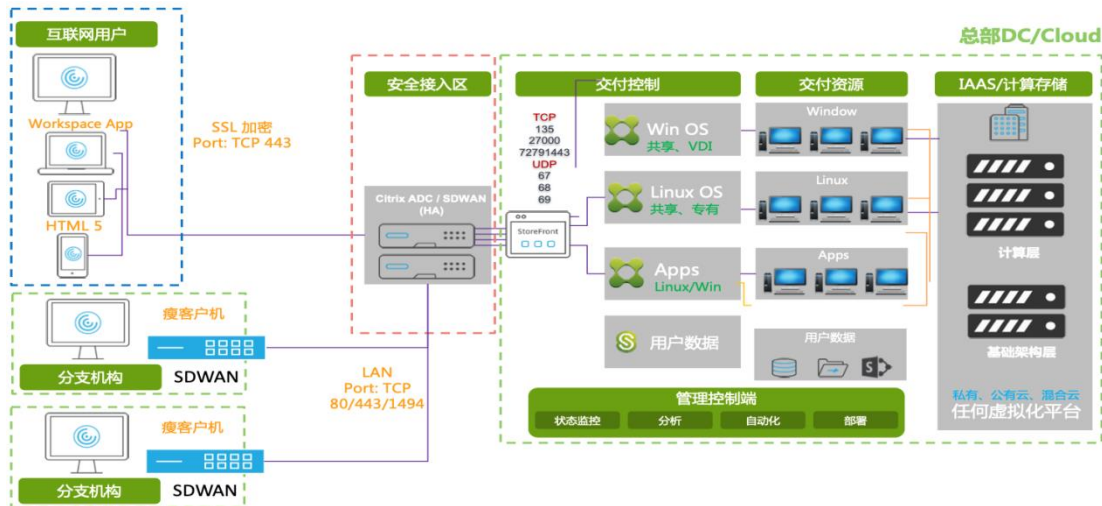 总部DC/Cloud
互联网用户
Workspace App
HTML 5
SSL 加密
Port: TCP 443
瘦客户机
分支机构
SDWAN
瘦客户机
分支机构
SDWAN
LAN
Port: TCP
80/443/1494
安全接入区
Citrix ADC / SDWAN
(HA)
交付控制
TCP
135
27000
72791443
UDP
67
68
69
StoreFront
Win OS
共享、VDI
Linux OS
共享、专有
Apps
Linux/Win
用户数据
交付资源
Window
Linux
Apps
用户数据
管理控制端
状态监控
分析
自动化
部署
IAAS/计算存储
计算层
基础架构层
私有、公有云、混合云
任何虚拟化平台